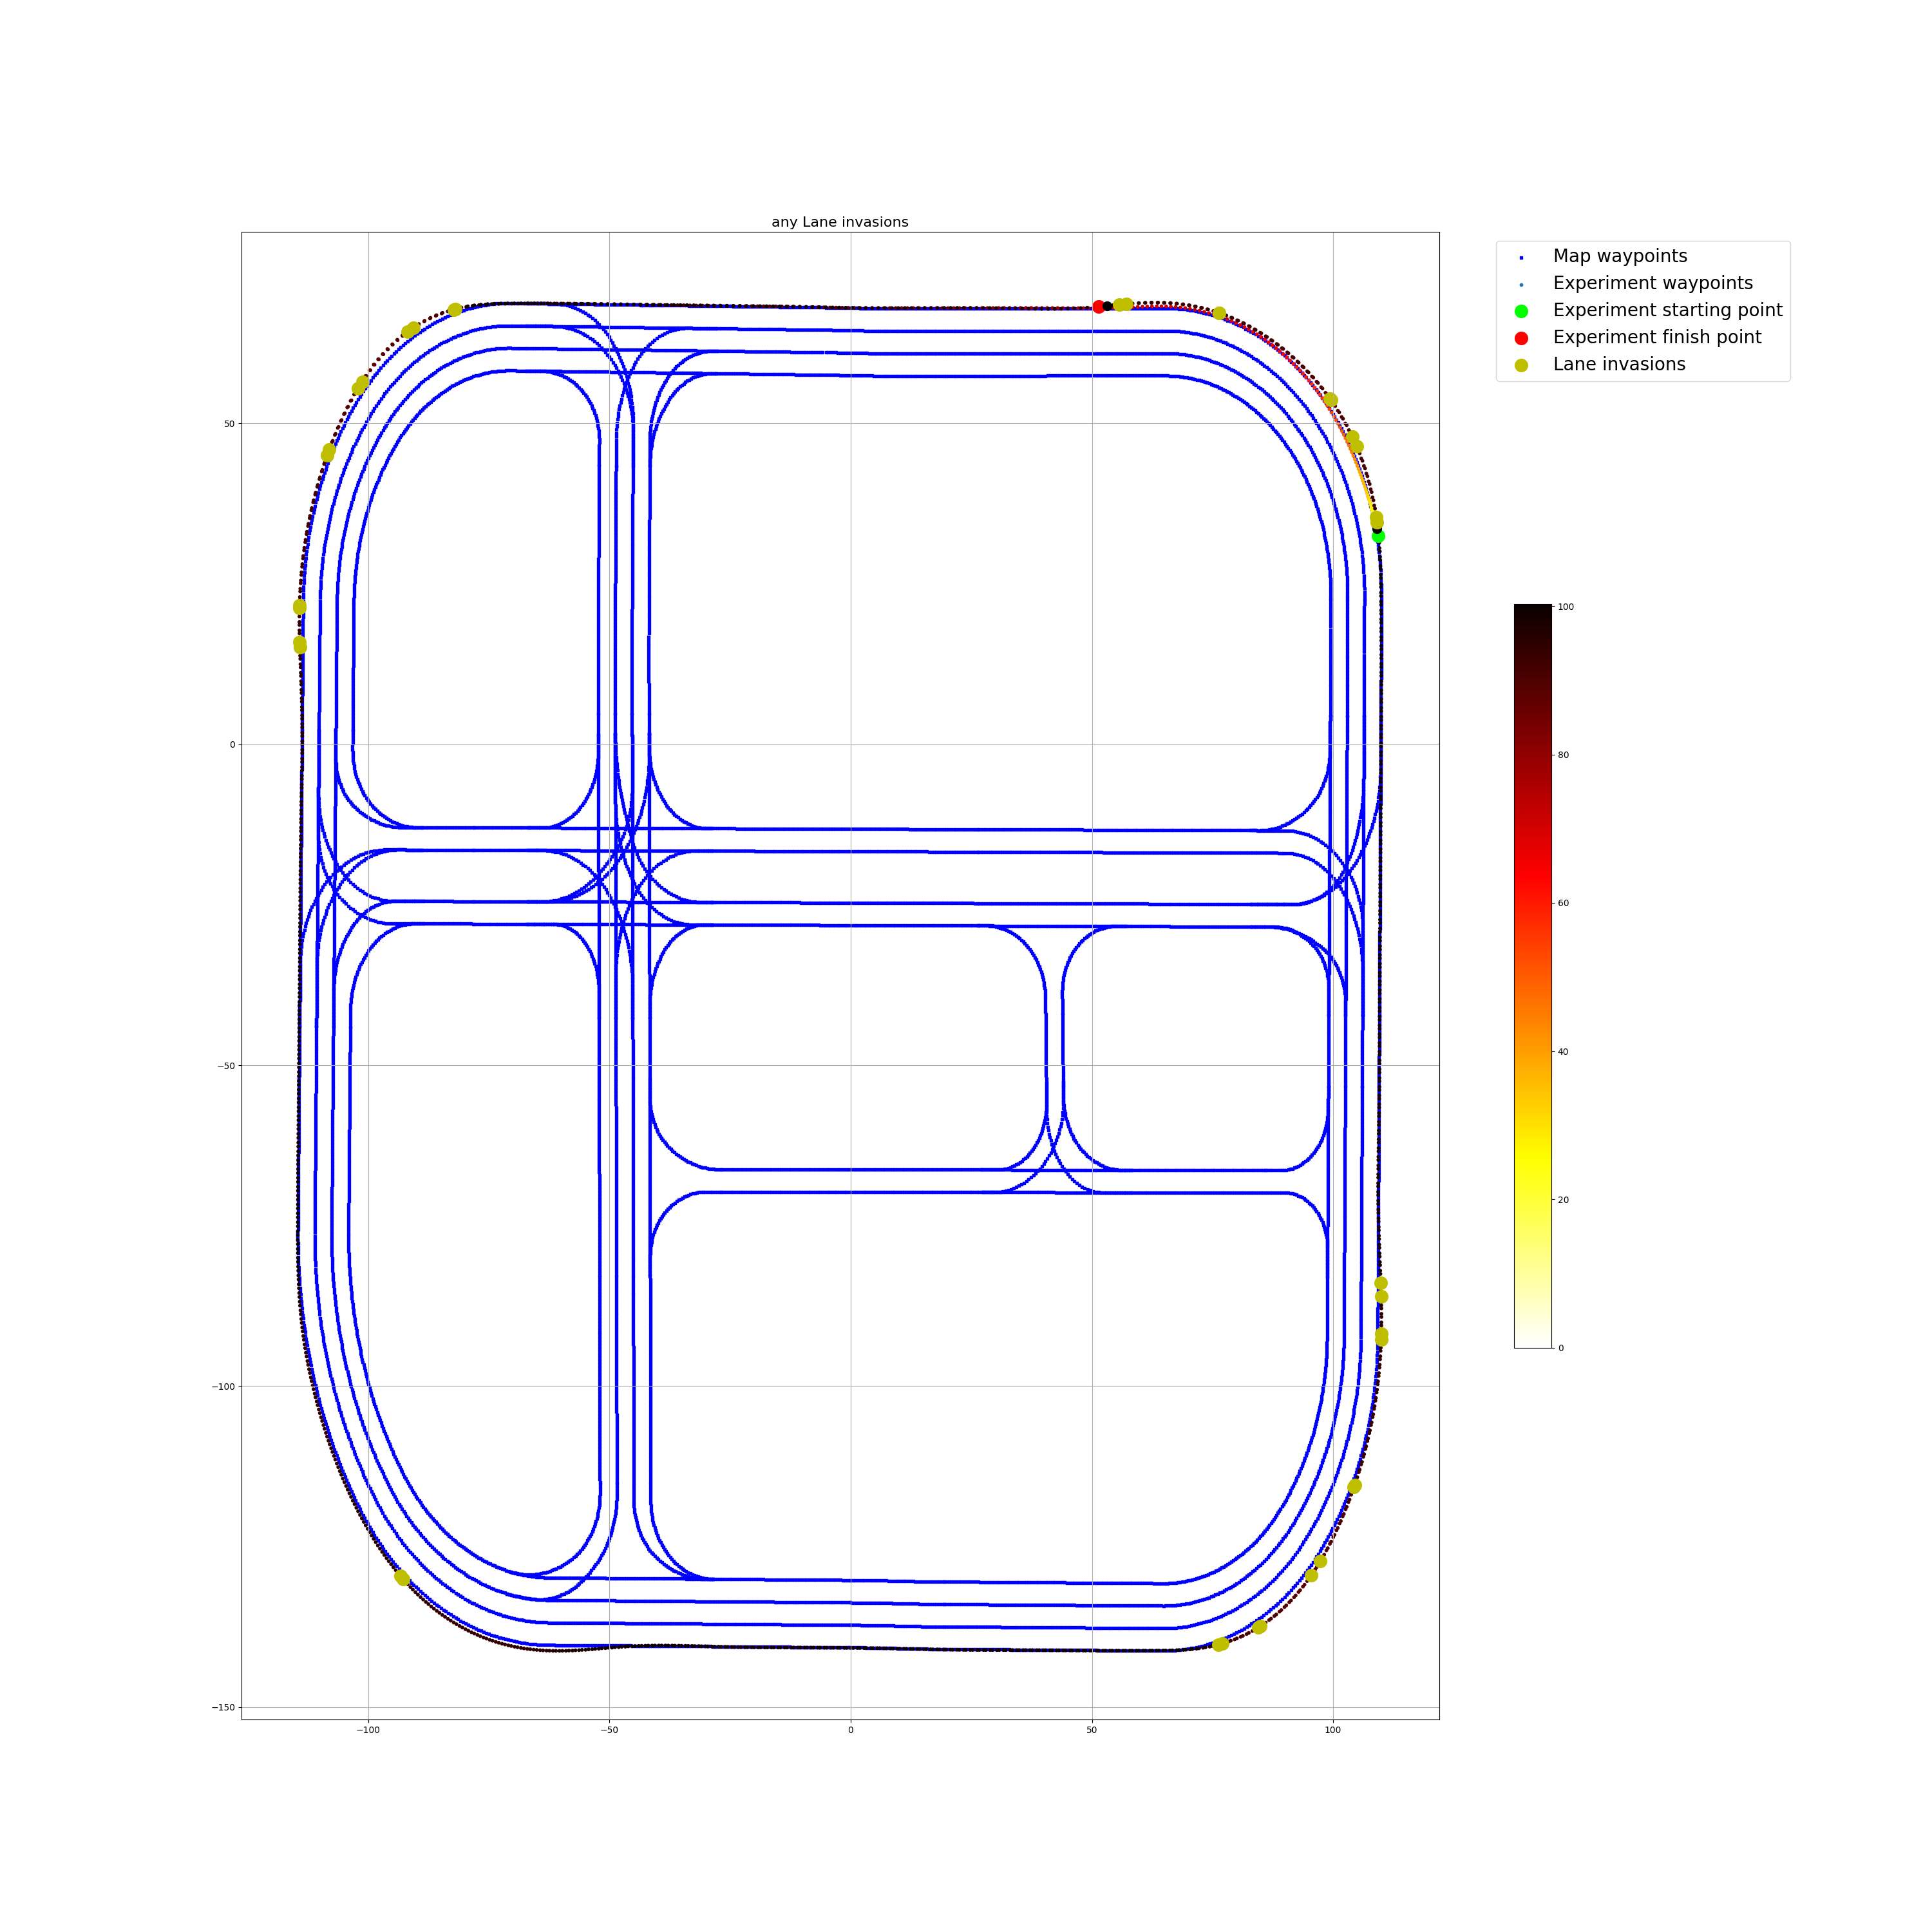 any Lane invasions
Map waypoints
Experiment waypoints
Experiment starting point
Experiment finish point
Lane invasions
50
0
−50
−100
−150
−100
−50
0
50
100
100
80
60
40
20
0